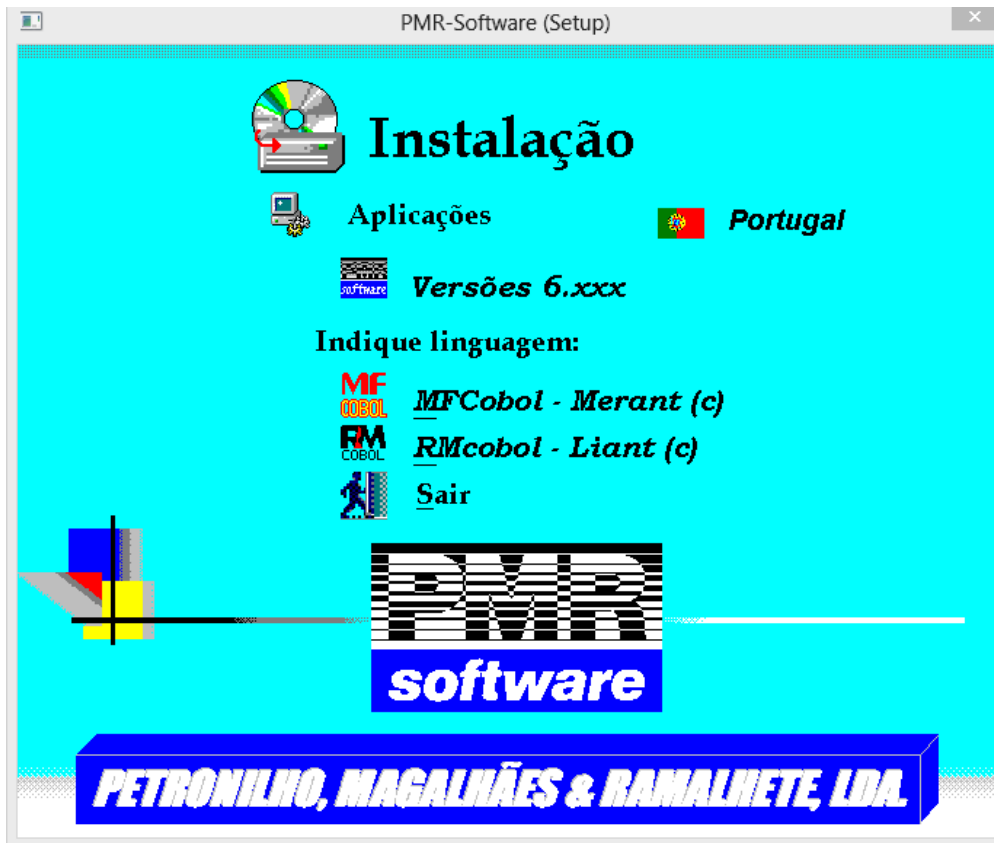 PMR-Software (Setup)
Instalação
Aplicações
Portugal
software
Versões 6.xxx
Indique linguagem:
MF
COBOL
MFCobol - Merant (c)
RM
COBOL
RMcobol - Liant (c)
Sair
PMR
software
PETRONILHO, MAGALHÃES & RAMALHETE, LDA.